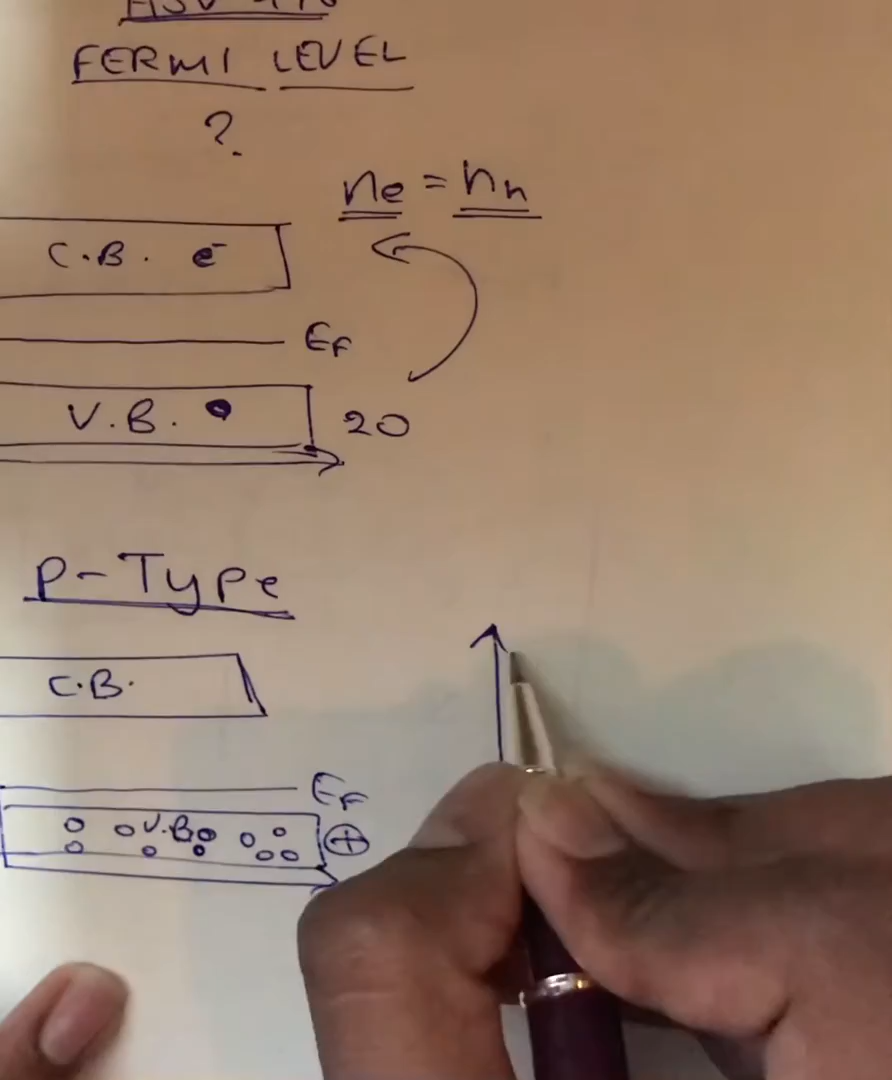 FERMI LEVEL
?
ne = nh
C.B. e-
EF
V.B. 20
P-Type
C.B.
EF
V.B +